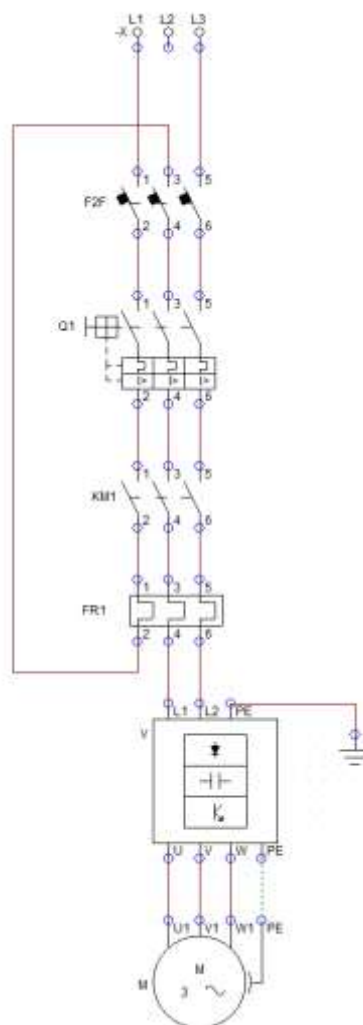 L1 L2 L3
-X
1 3 5
F2F
2 4 6
1 3 5
Q1
I> I> I>
2 4 6
1 3 5
KM1
2 4 6
1 3 5
FR1
2 4 6
L1 L2 PE
V
U V W PE
U1 V1 W1 PE
M
M
3